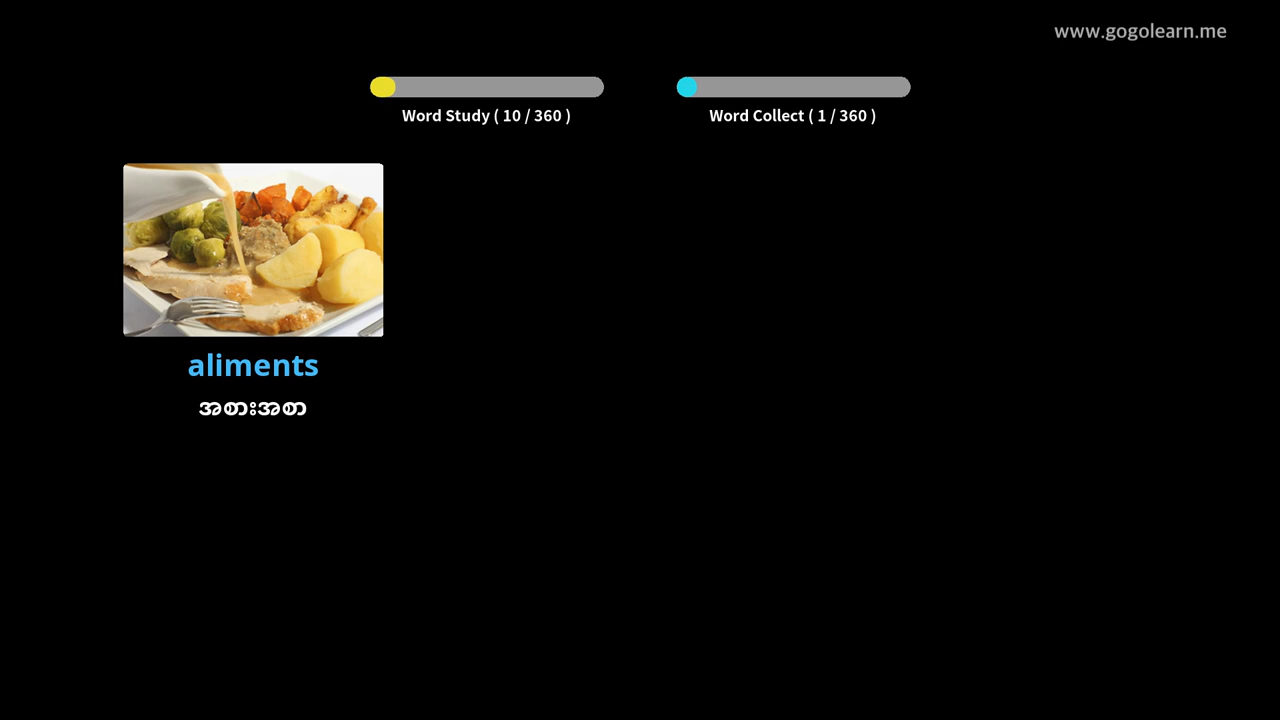 www.gogolearn.me
Word Study ( 10 / 360 )
Word Collect ( 1 / 360 )
aliments
အစားအစာ